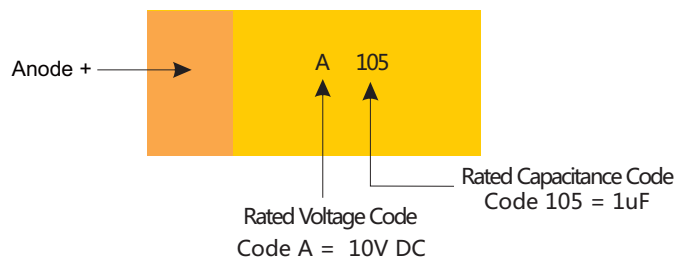 Anode +
A 105
Rated Capacitance Code
Code 105 = 1uF
Rated Voltage Code
Code A = 10V DC